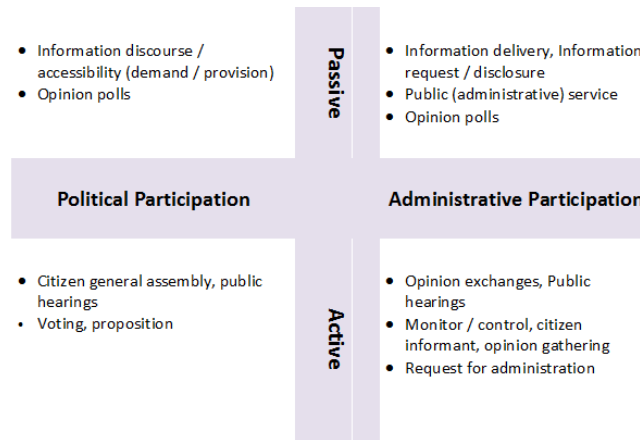 • Information discourse /
accessibility (demand / provision)
• Opinion polls
Passive
• Information delivery, Information
request / disclosure
• Public (administrative) service
• Opinion polls
Political Participation
Administrative Participation
• Citizen general assembly, public
hearings
• Voting, proposition
Active
• Opinion exchanges, Public
hearings
• Monitor / control, citizen
informant, opinion gathering
• Request for administration